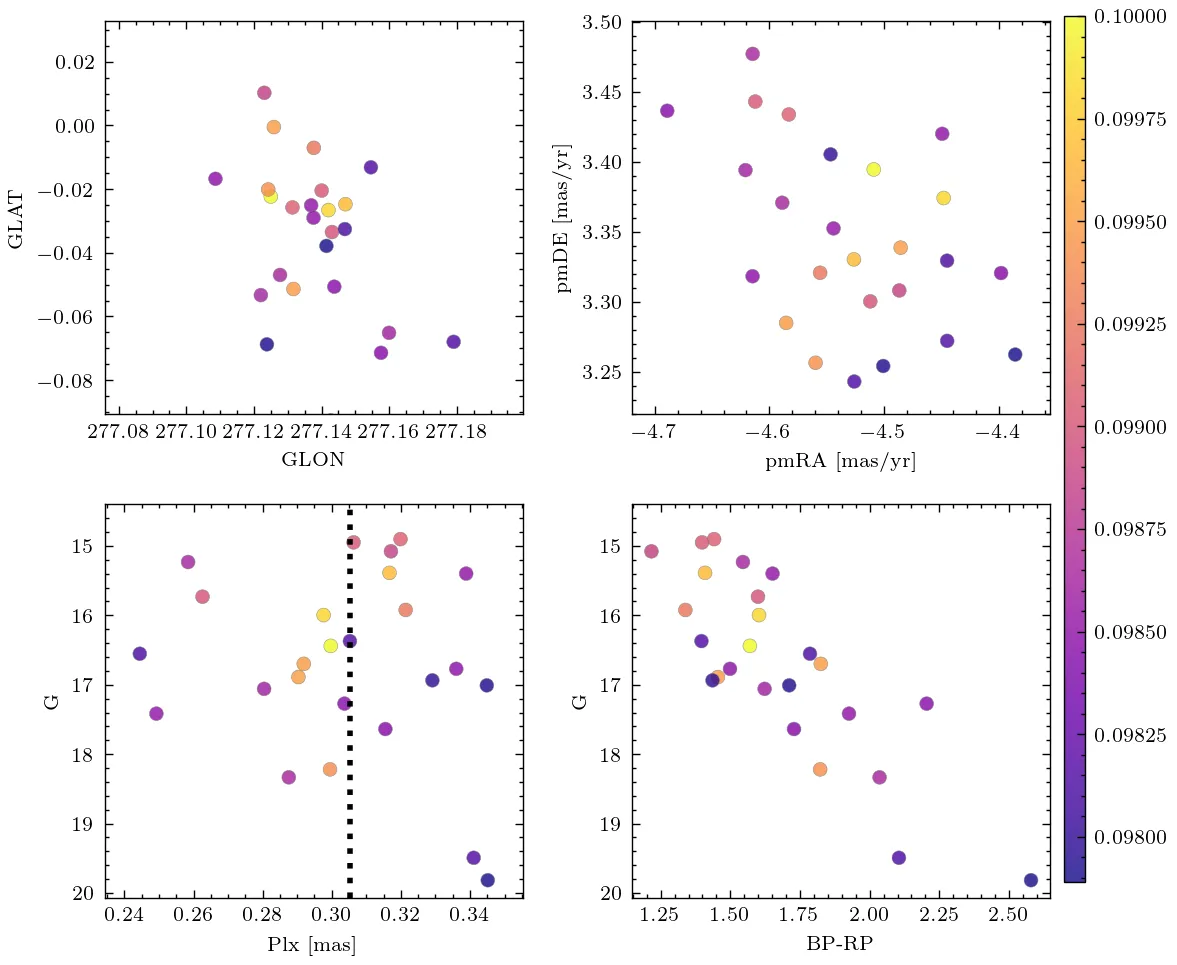 0.02
0.00
−0.02
−0.04
−0.06
−0.08
GLAT
277.08 277.10 277.12 277.14 277.16 277.18
GLON
3.50
3.45
3.40
3.35
3.30
3.25
pmDE [mas/yr]
−4.7 −4.6 −4.5 −4.4
pmRA [mas/yr]
0.10000
0.09975
0.09950
0.09925
0.09900
0.09875
0.09850
0.09825
0.09800
15
16
17
18
19
20
G
0.24 0.26 0.28 0.30 0.32 0.34
Plx [mas]
15
16
17
18
19
20
G
1.25 1.50 1.75 2.00 2.25 2.50
BP-RP